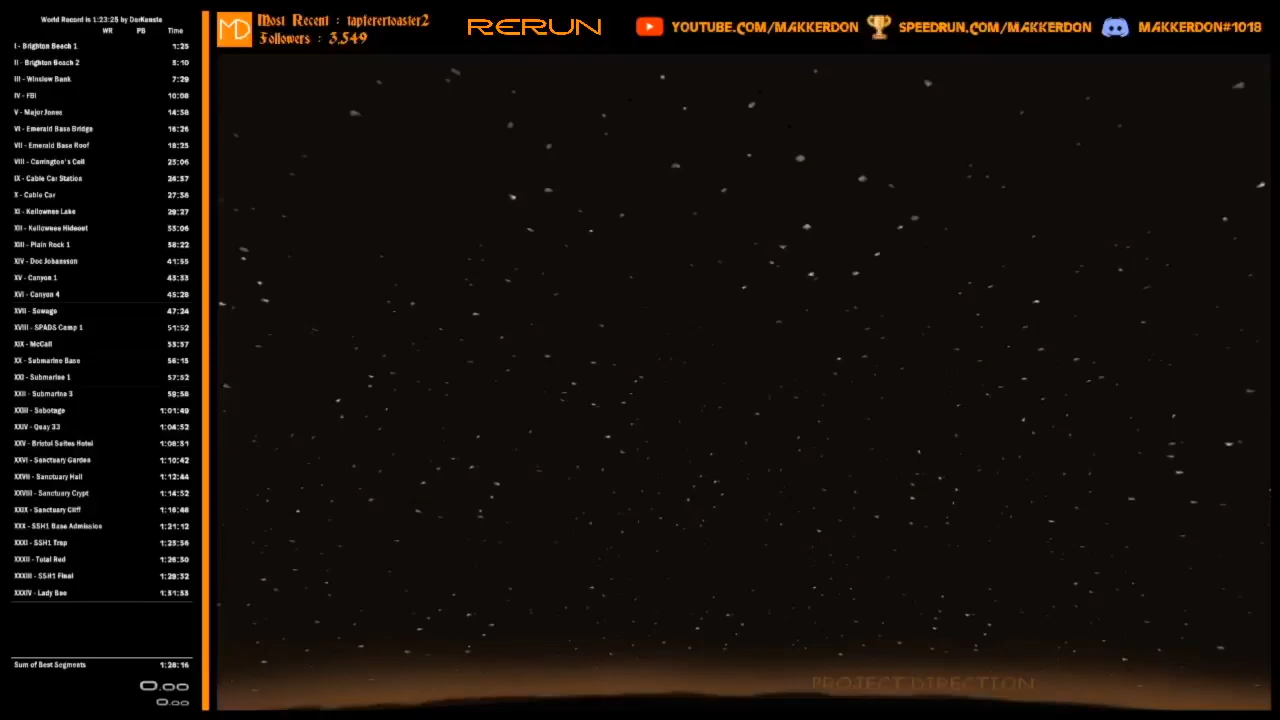 World Record is 1:23:25 by DerKunste
WR PB Time
I - Brighton Beach 1 1:25
II - Brighton Beach 2 5:10
III - Winslow Bank 7:29
IV - FBI 10:08
V - Major Jones 14:58
VI - Emerald Base Bridge 16:26
VII - Emerald Base Roof 18:25
VIII - Carrington's Cell 23:06
IX - Cable Car Station 24:57
X - Cable Car 27:56
XI - Kellownee Lake 29:27
XII - Kellownee Hideout 33:06
XIII - Plain Rock 1 38:22
XIV - Doc Johansson 41:55
XV - Canyon 1 43:33
XVI - Canyon 4 45:28
XVII - Sewage 47:24
XVIII - SPADS Camp 1 51:52
XIX - McCall 53:57
XX - Submarine Base 56:15
XXI - Submarine 1 57:52
XXII - Submarine 3 59:58
XXIII - Sabotage 1:01:49
XXIV - Quay 33 1:04:52
XXV - Bristol Suites Hotel 1:08:51
XXVI - Sanctuary Garden 1:10:42
XXVII - Sanctuary Hall 1:12:44
XXVIII - Sanctuary Crypt 1:14:52
XXIX - Sanctuary Cliff 1:16:48
XXX - SSH1 Base Admission 1:21:12
XXXI - SSH1 Trap 1:23:56
XXXII - Total Red 1:26:50
XXXIII - SSH1 Final 1:29:32
XXXIV - Lady Bee 1:31:33
Sum of Best Segments 1:28:16
0.00
0.00
MD
Most Recent : tapferertoaster2
Followers : 3,549
RERUN
YOUTUBE.COM/MAKKERDON
SPEEDRUN.COM/MAKKERDON
MAKKERDON#1018
PROJECT DIRECTION